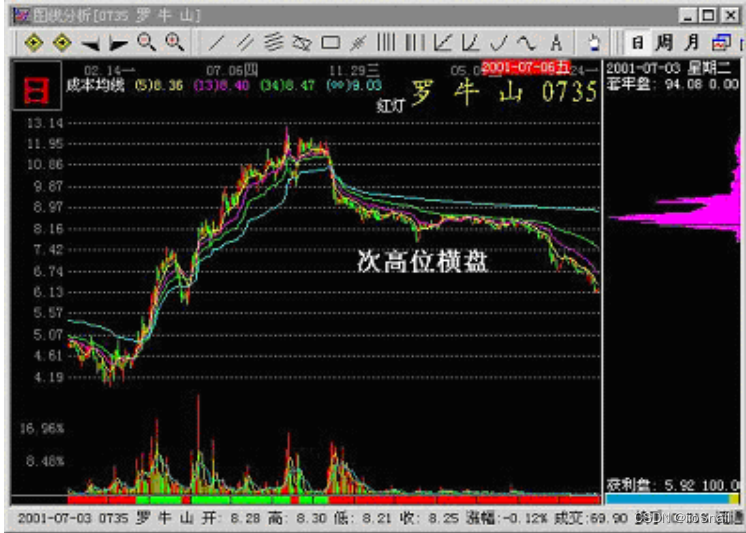 图线分析[0735 罗 牛 山]
日 周 月
02.14一 07.06四 11.29三 05.0 2001-07-06五 24一
2001-07-03 星期二
日
成本均线 (5)8.36 (13)8.40 (34)8.47 (∞)9.03
套牢盘: 94.08 0.00
红灯 罗 牛 山 0735
13.14
11.95
10.86
9.87
8.97
8.16
7.42
次高位横盘
6.74
6.13
5.57
5.07
4.61
4.19
16.96%
8.48%
获利盘: 5.92 100.0
2001-07-03 0735 罗 牛 山 开: 8.28 高: 8.30 低: 8.21 收: 8.25 涨幅:-0.12% 成交:69.90